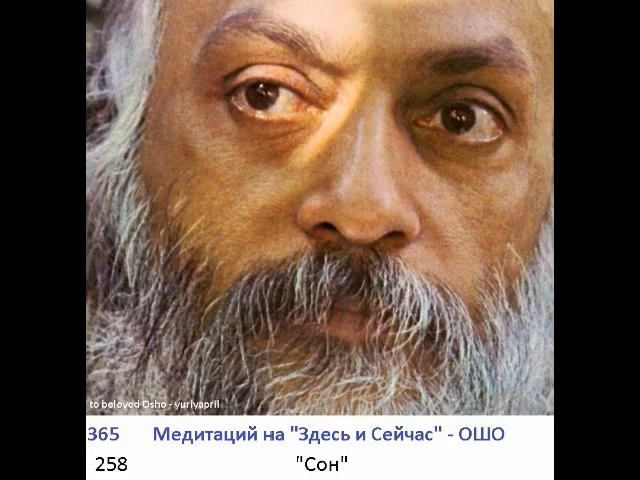 to beloved Osho - yuriyapril
365 Медитаций на "Здесь и Сейчас" - ОШО
258 "Сон"